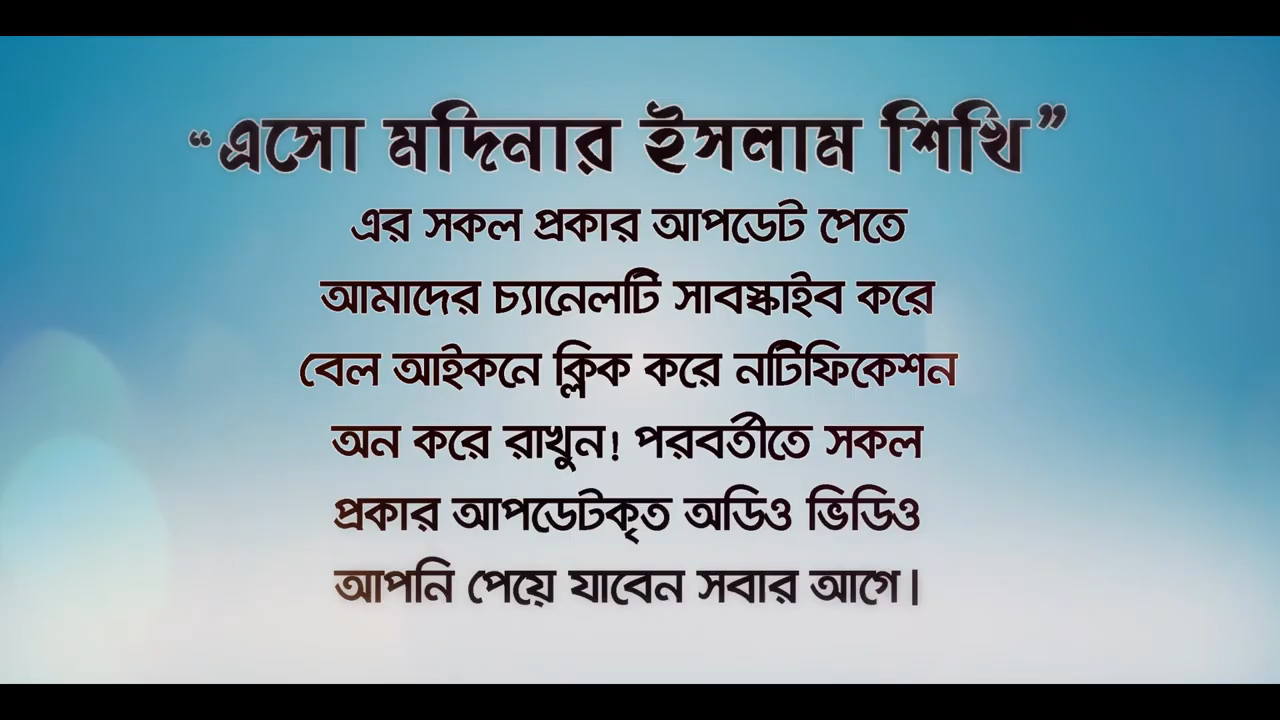 “এসো মদিনার ইসলাম শিখি”
এর সকল প্রকার আপডেট পেতে
আমাদের চ্যানেলটি সাবস্ক্রাইব করে
বেল আইকনে ক্লিক করে নটিফিকেশন
অন করে রাখুন! পরবর্তীতে সকল
প্রকার আপডেটকৃত অডিও ভিডিও
আপনি পেয়ে যাবেন সবার আগে।